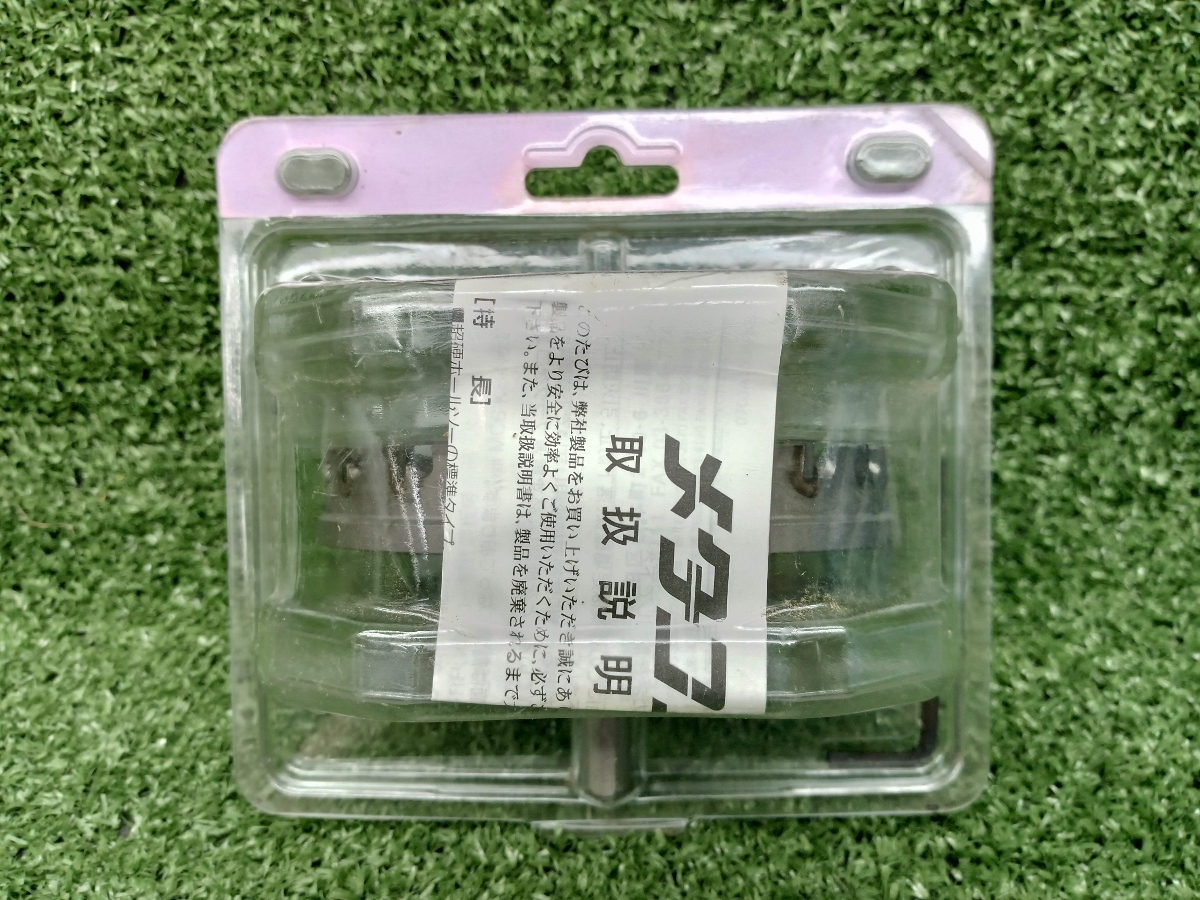 メタコ
取扱説明
このたびは、弊社製品をお買い上げいただき誠にあ
製品をより安全に効率よくご使用いただくために、必ず
下さい。また、当取扱説明書は、製品を廃棄されるまで
[特 長]
超硬ホールソーの標準タイプ